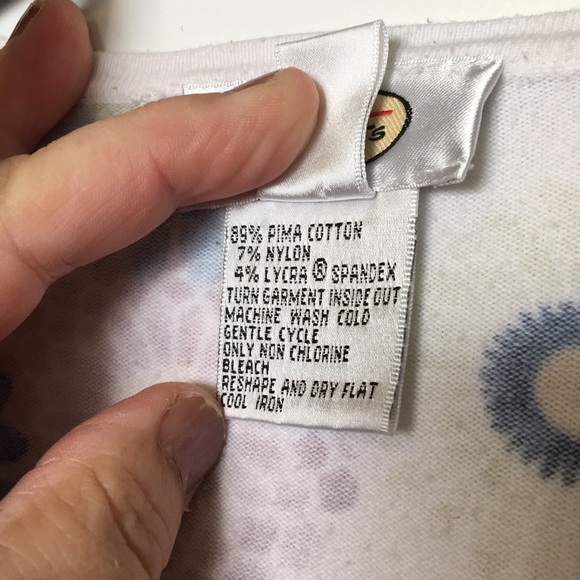 89% PIMA COTTON
7% NYLON
4% LYCRA ® SPANDEX
TURN GARMENT INSIDE OUT
MACHINE WASH COLD
GENTLE CYCLE
ONLY NON CHLORINE
BLEACH
RESHAPE AND DRY FLAT
COOL IRON